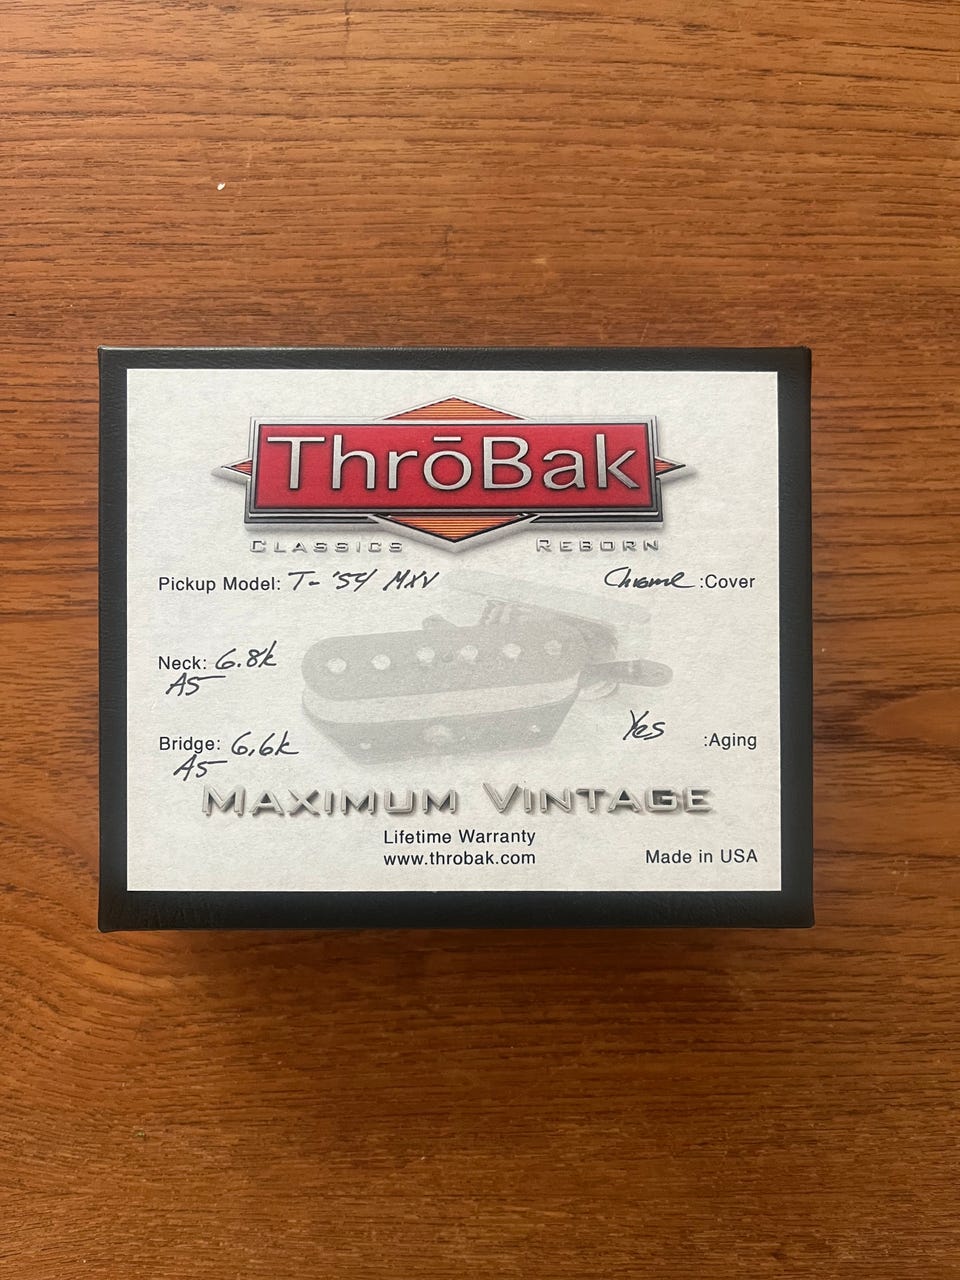 ThrōBak
CLASSICS REBORN
Pickup Model: T-'54 MXV Chrome :Cover
Neck: 6.8k
A5
Bridge: 6.6k Yes :Aging
A5
MAXIMUM VINTAGE
Lifetime Warranty
www.throbak.com Made in USA